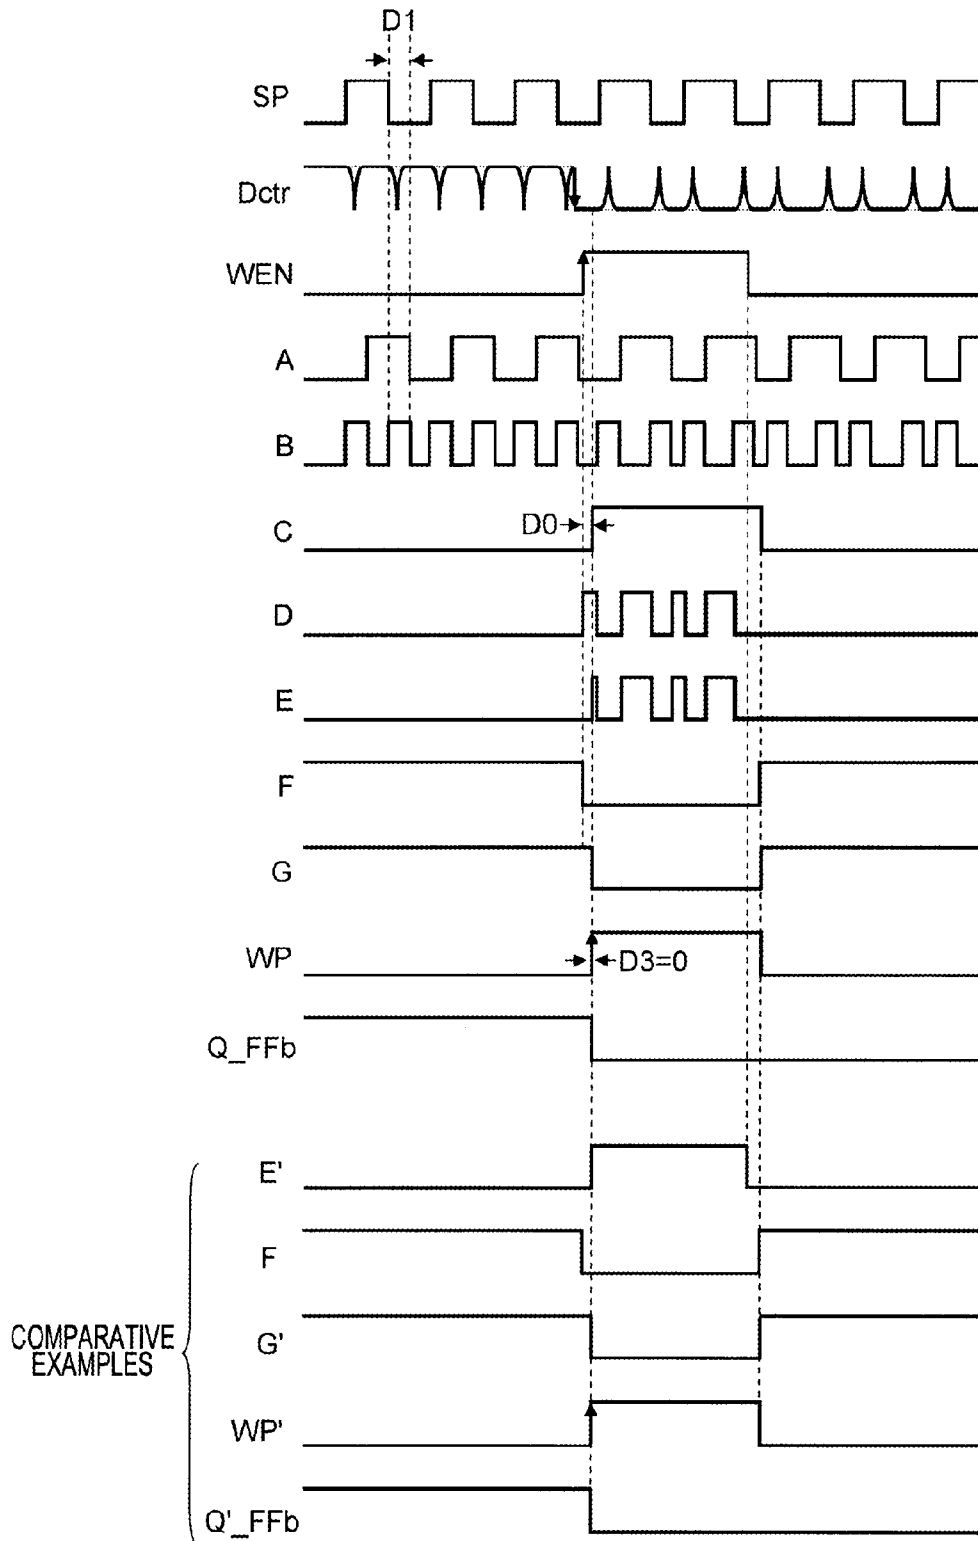 D1
SP
Dctr
WEN
A
B
C
D0
D
E
F
G
WP
D3=0
Q_FFb
E'
F
COMPARATIVE
EXAMPLES
G'
WP'
Q'_FFb